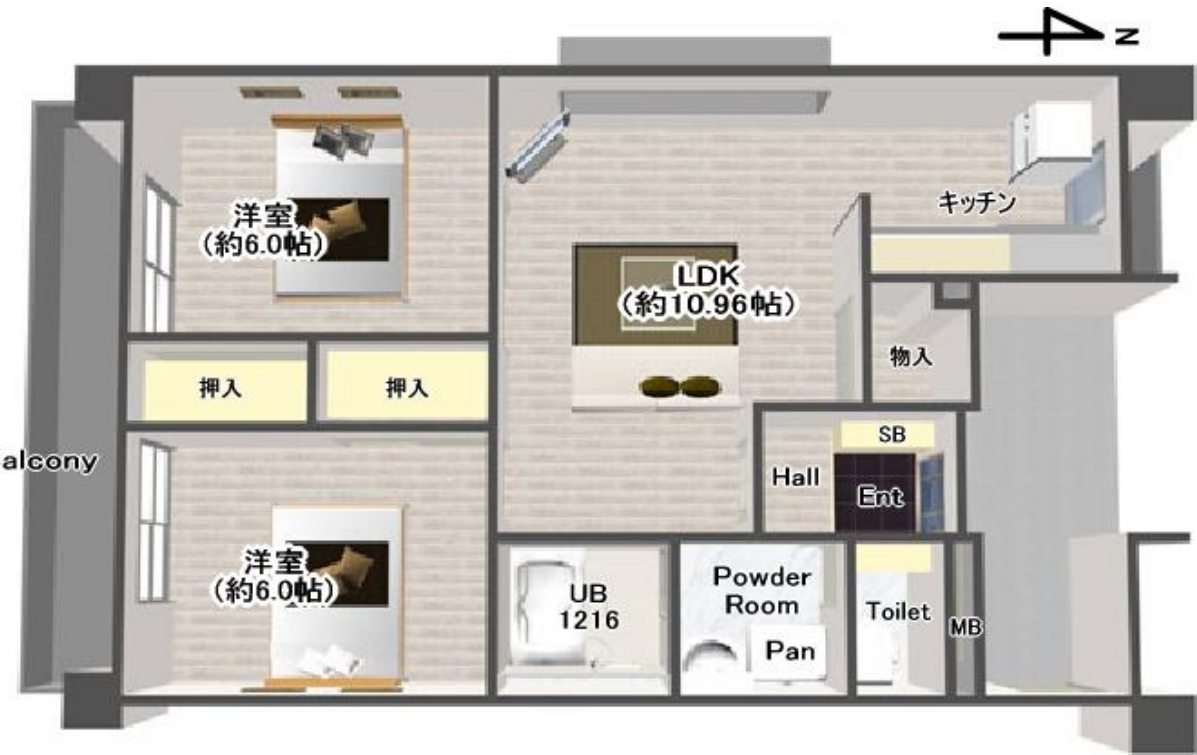 N
洋室
(約6.0帖)
キッチン
LDK
(約10.96帖)
物入
押入
押入
SB
alcony
Hall
Ent
洋室
(約6.0帖)
UB
1216
Powder
Room
Pan
Toilet
MB